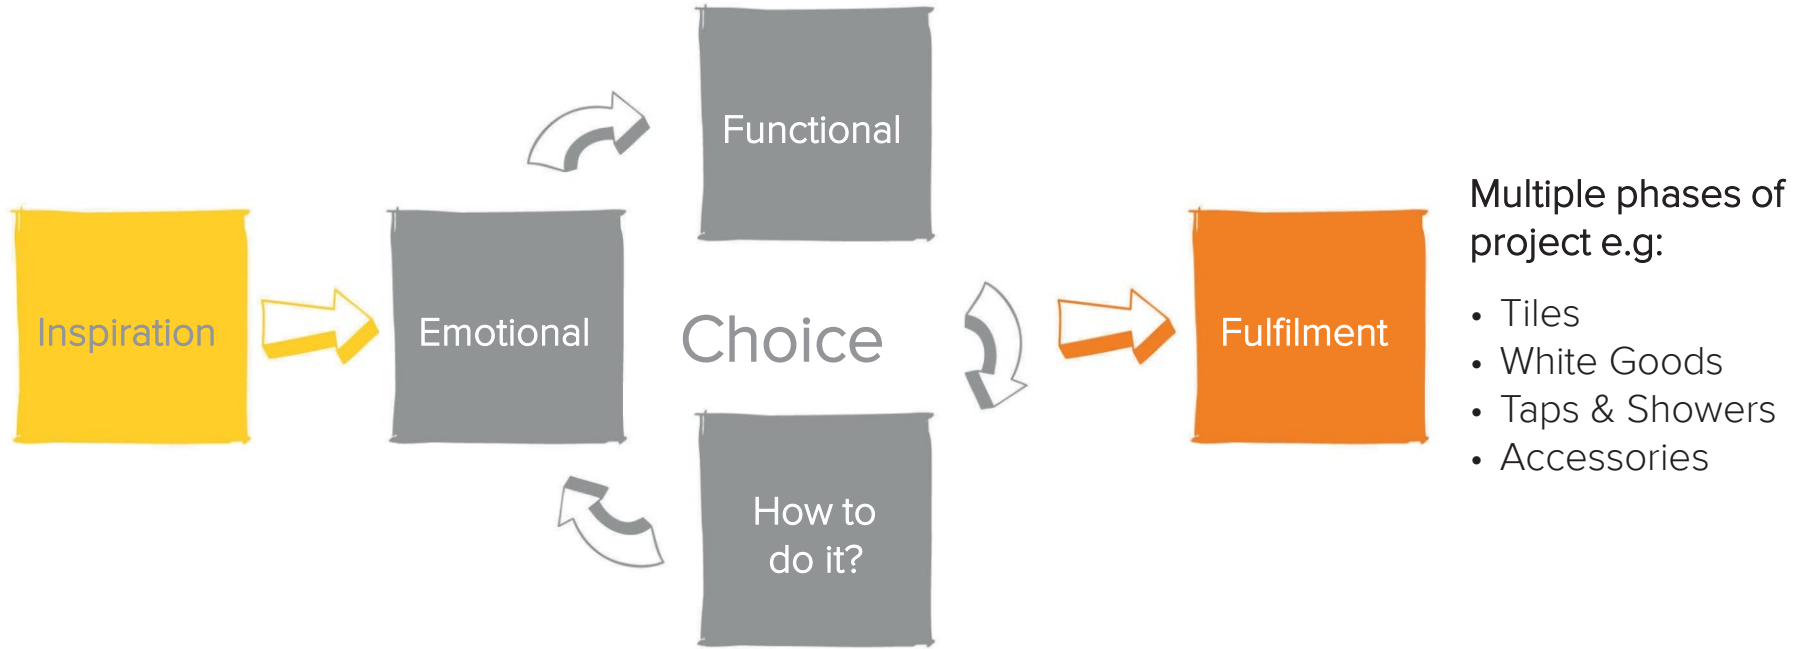 Inspiration
Emotional
Functional
Choice
How to
do it?
Fulfilment
Multiple phases of
project e.g:
• Tiles
• White Goods
• Taps & Showers
• Accessories